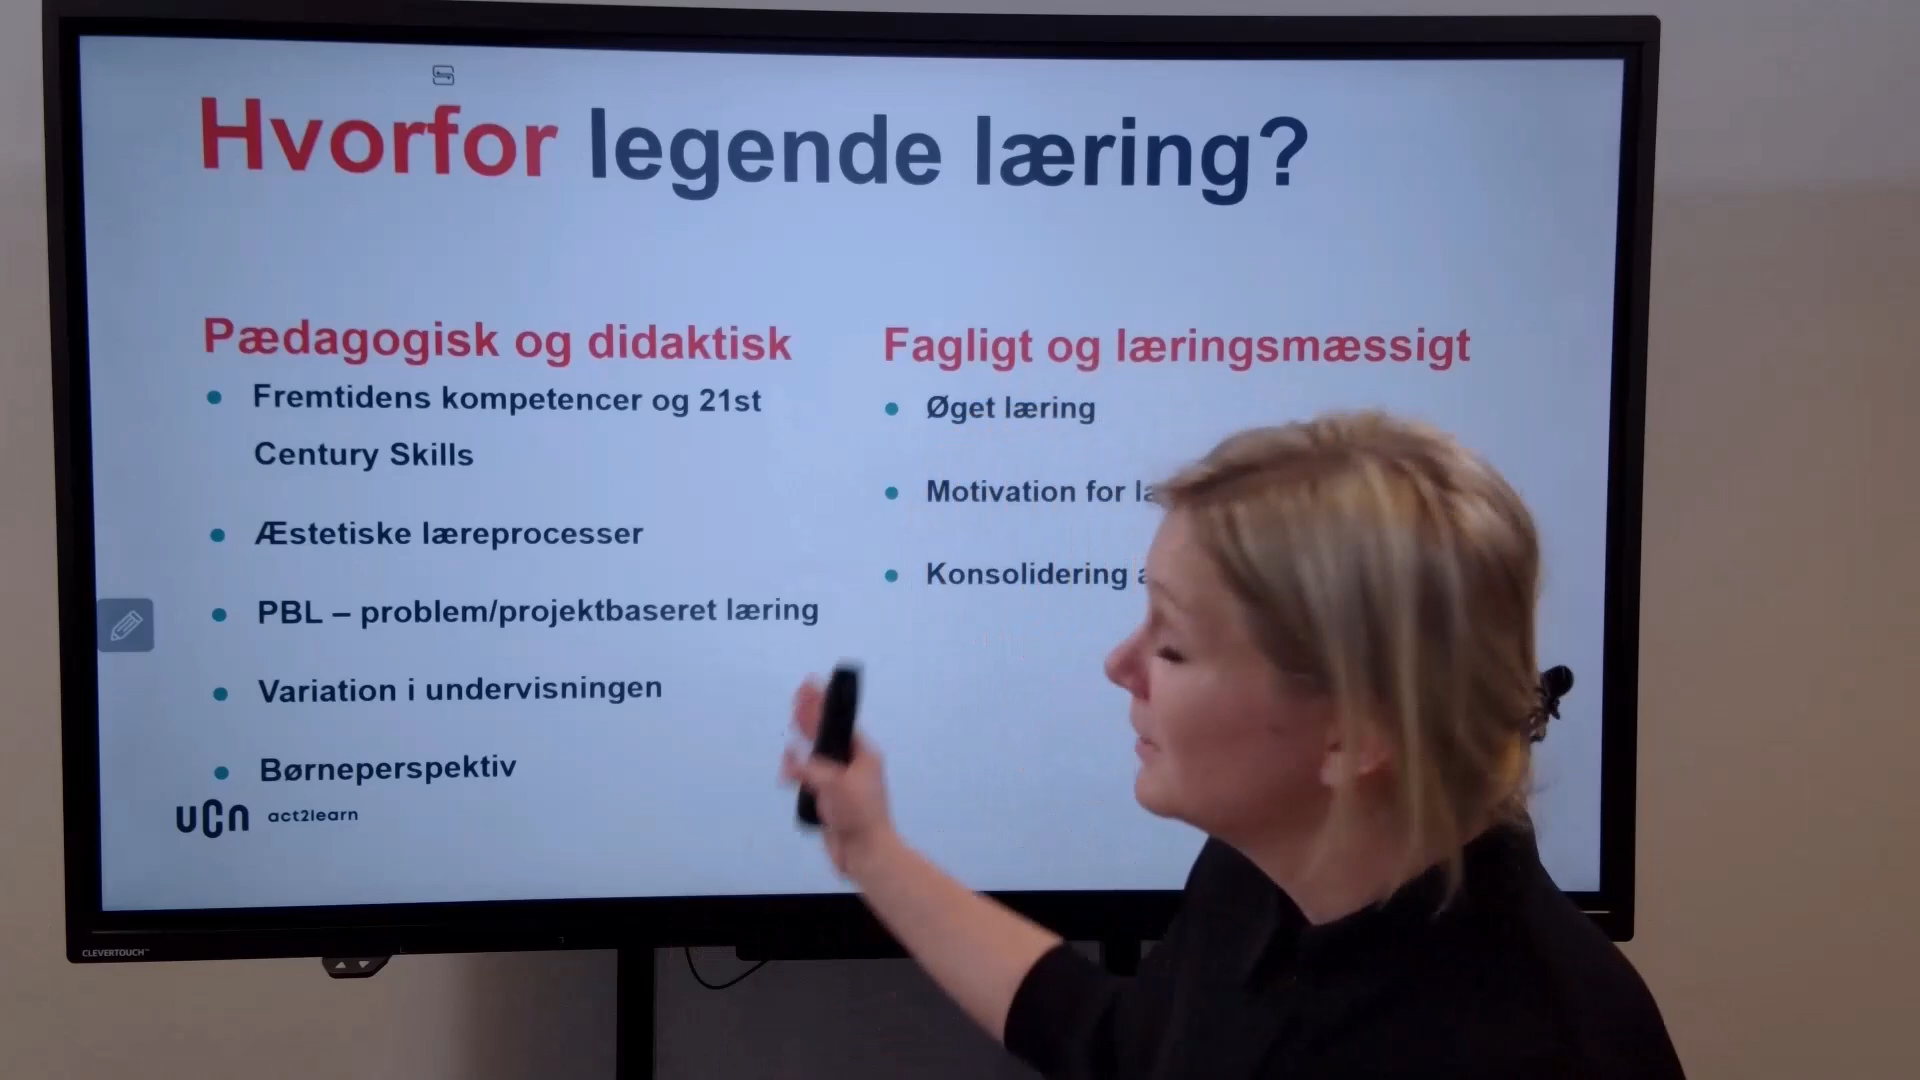 Hvorfor legende læring?
Pædagogisk og didaktisk
Fremtidens kompetencer og 21st
Century Skills
Æstetiske læreprocesser
PBL – problem/projektbaseret læring
Variation i undervisningen
Børneperspektiv
Fagligt og læringsmæssigt
Øget læring
Motivation for
Konsolidering
ucn act2learn
CLEVERTOUCH™